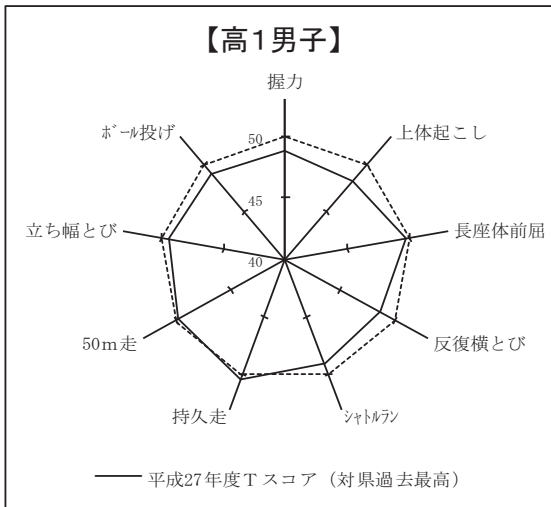 【高1男子】
握力
ﾎﾞｰﾙ投げ
上体起こし
50
立ち幅とび
45
長座体前屈
40
50m走
反復横とび
持久走
ｼｬﾄﾙﾗﾝ
平成27年度Ｔスコア（対県過去最高）